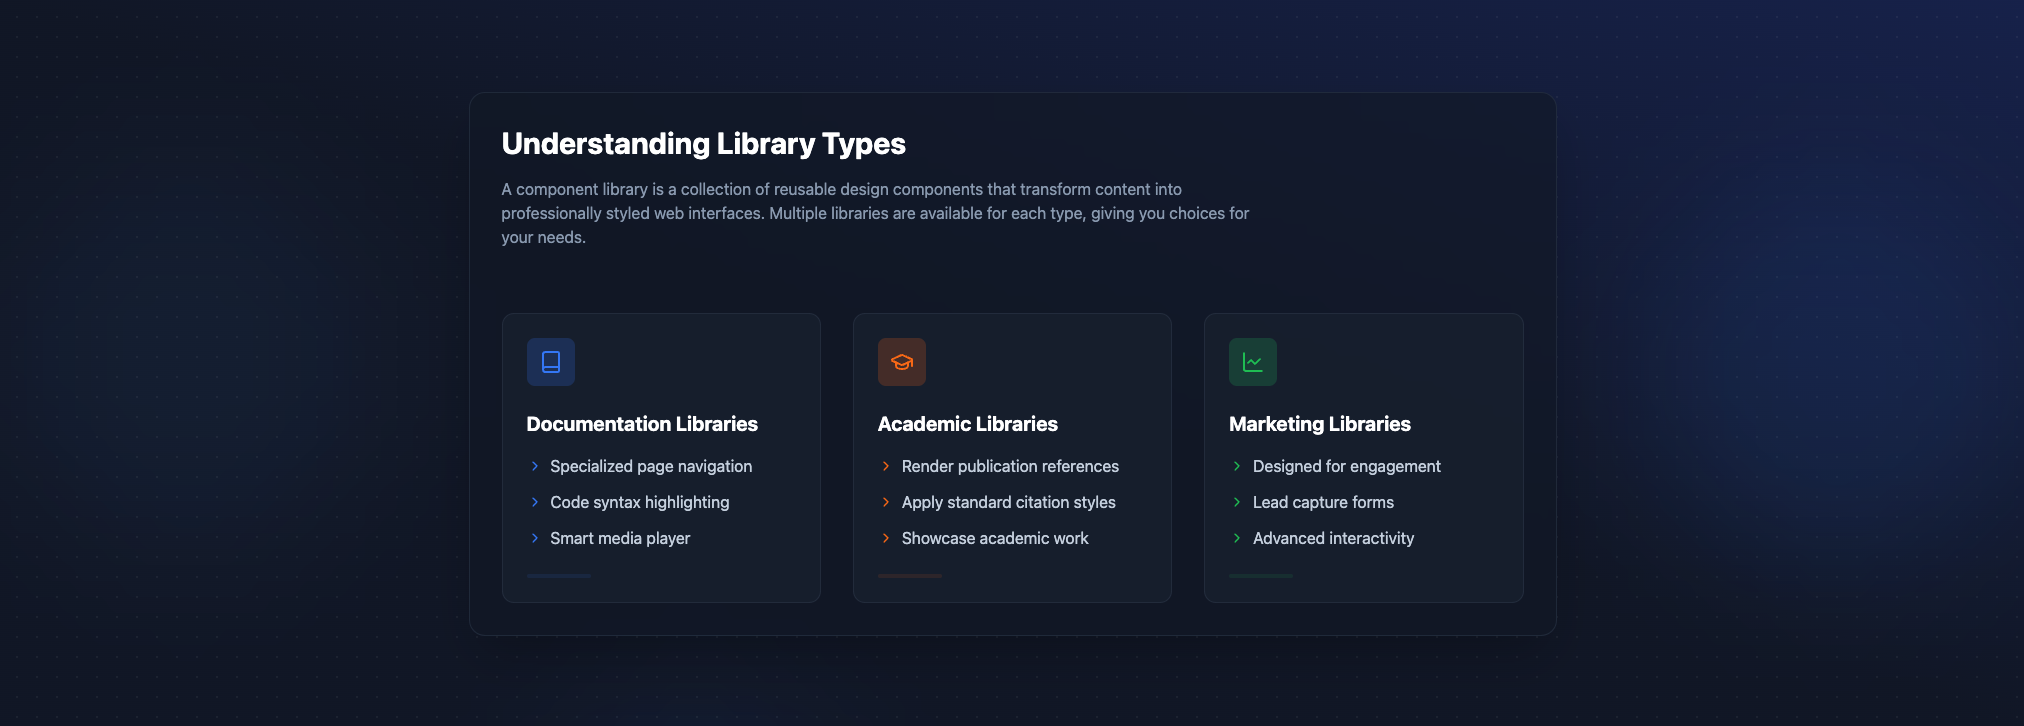 Understanding Library Types
A component library is a collection of reusable design components that transform content into
professionally styled web interfaces. Multiple libraries are available for each type, giving you choices for
your needs.
Documentation Libraries
Specialized page navigation
Code syntax highlighting
Smart media player
Academic Libraries
Render publication references
Apply standard citation styles
Showcase academic work
Marketing Libraries
Designed for engagement
Lead capture forms
Advanced interactivity